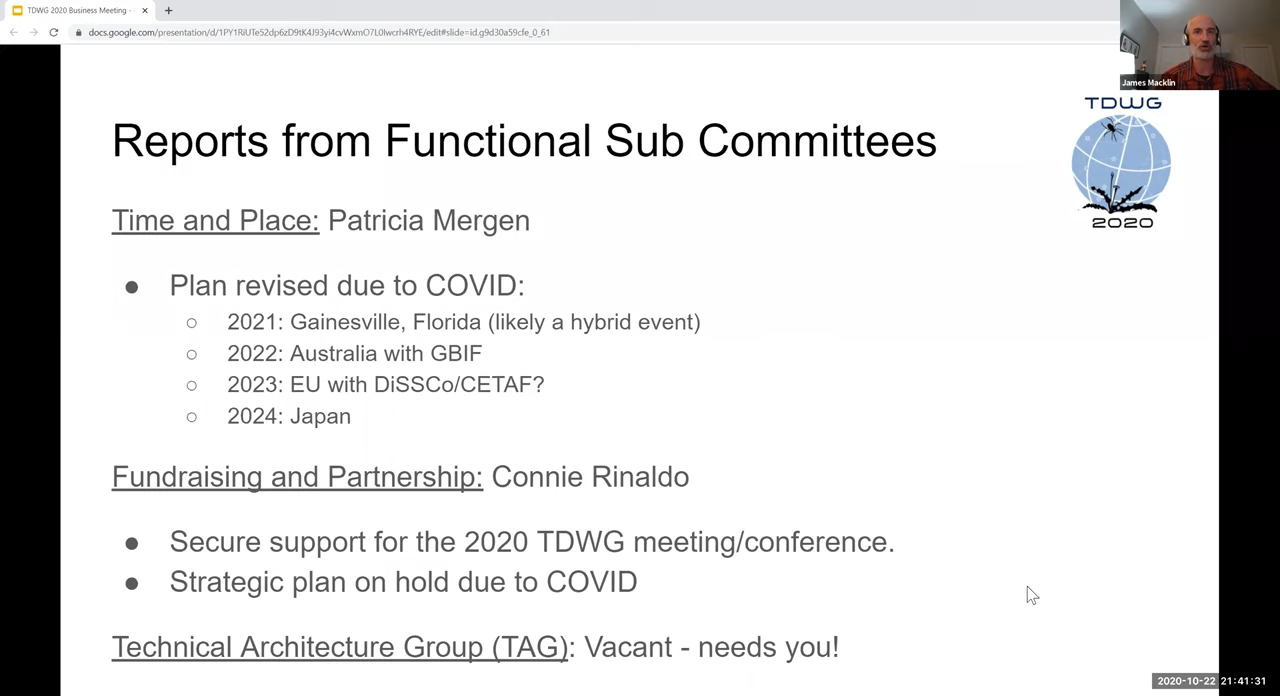 TDWG 2020 Business Meeting -
docs.google.com/presentation/d/1PY1RiUTe52dp6zD9tK4J93yi4cvWxmO7L0lwcrh4RYE/edit#slide=id.g9d30a59cfe_0_61
James Macklin
TDWG
2020
Reports from Functional Sub Committees
Time and Place: Patricia Mergen
● Plan revised due to COVID:
○ 2021: Gainesville, Florida (likely a hybrid event)
○ 2022: Australia with GBIF
○ 2023: EU with DiSSCo/CETAF?
○ 2024: Japan
Fundraising and Partnership: Connie Rinaldo
● Secure support for the 2020 TDWG meeting/conference.
● Strategic plan on hold due to COVID
Technical Architecture Group (TAG): Vacant - needs you!
2020-10-22 21:41:31